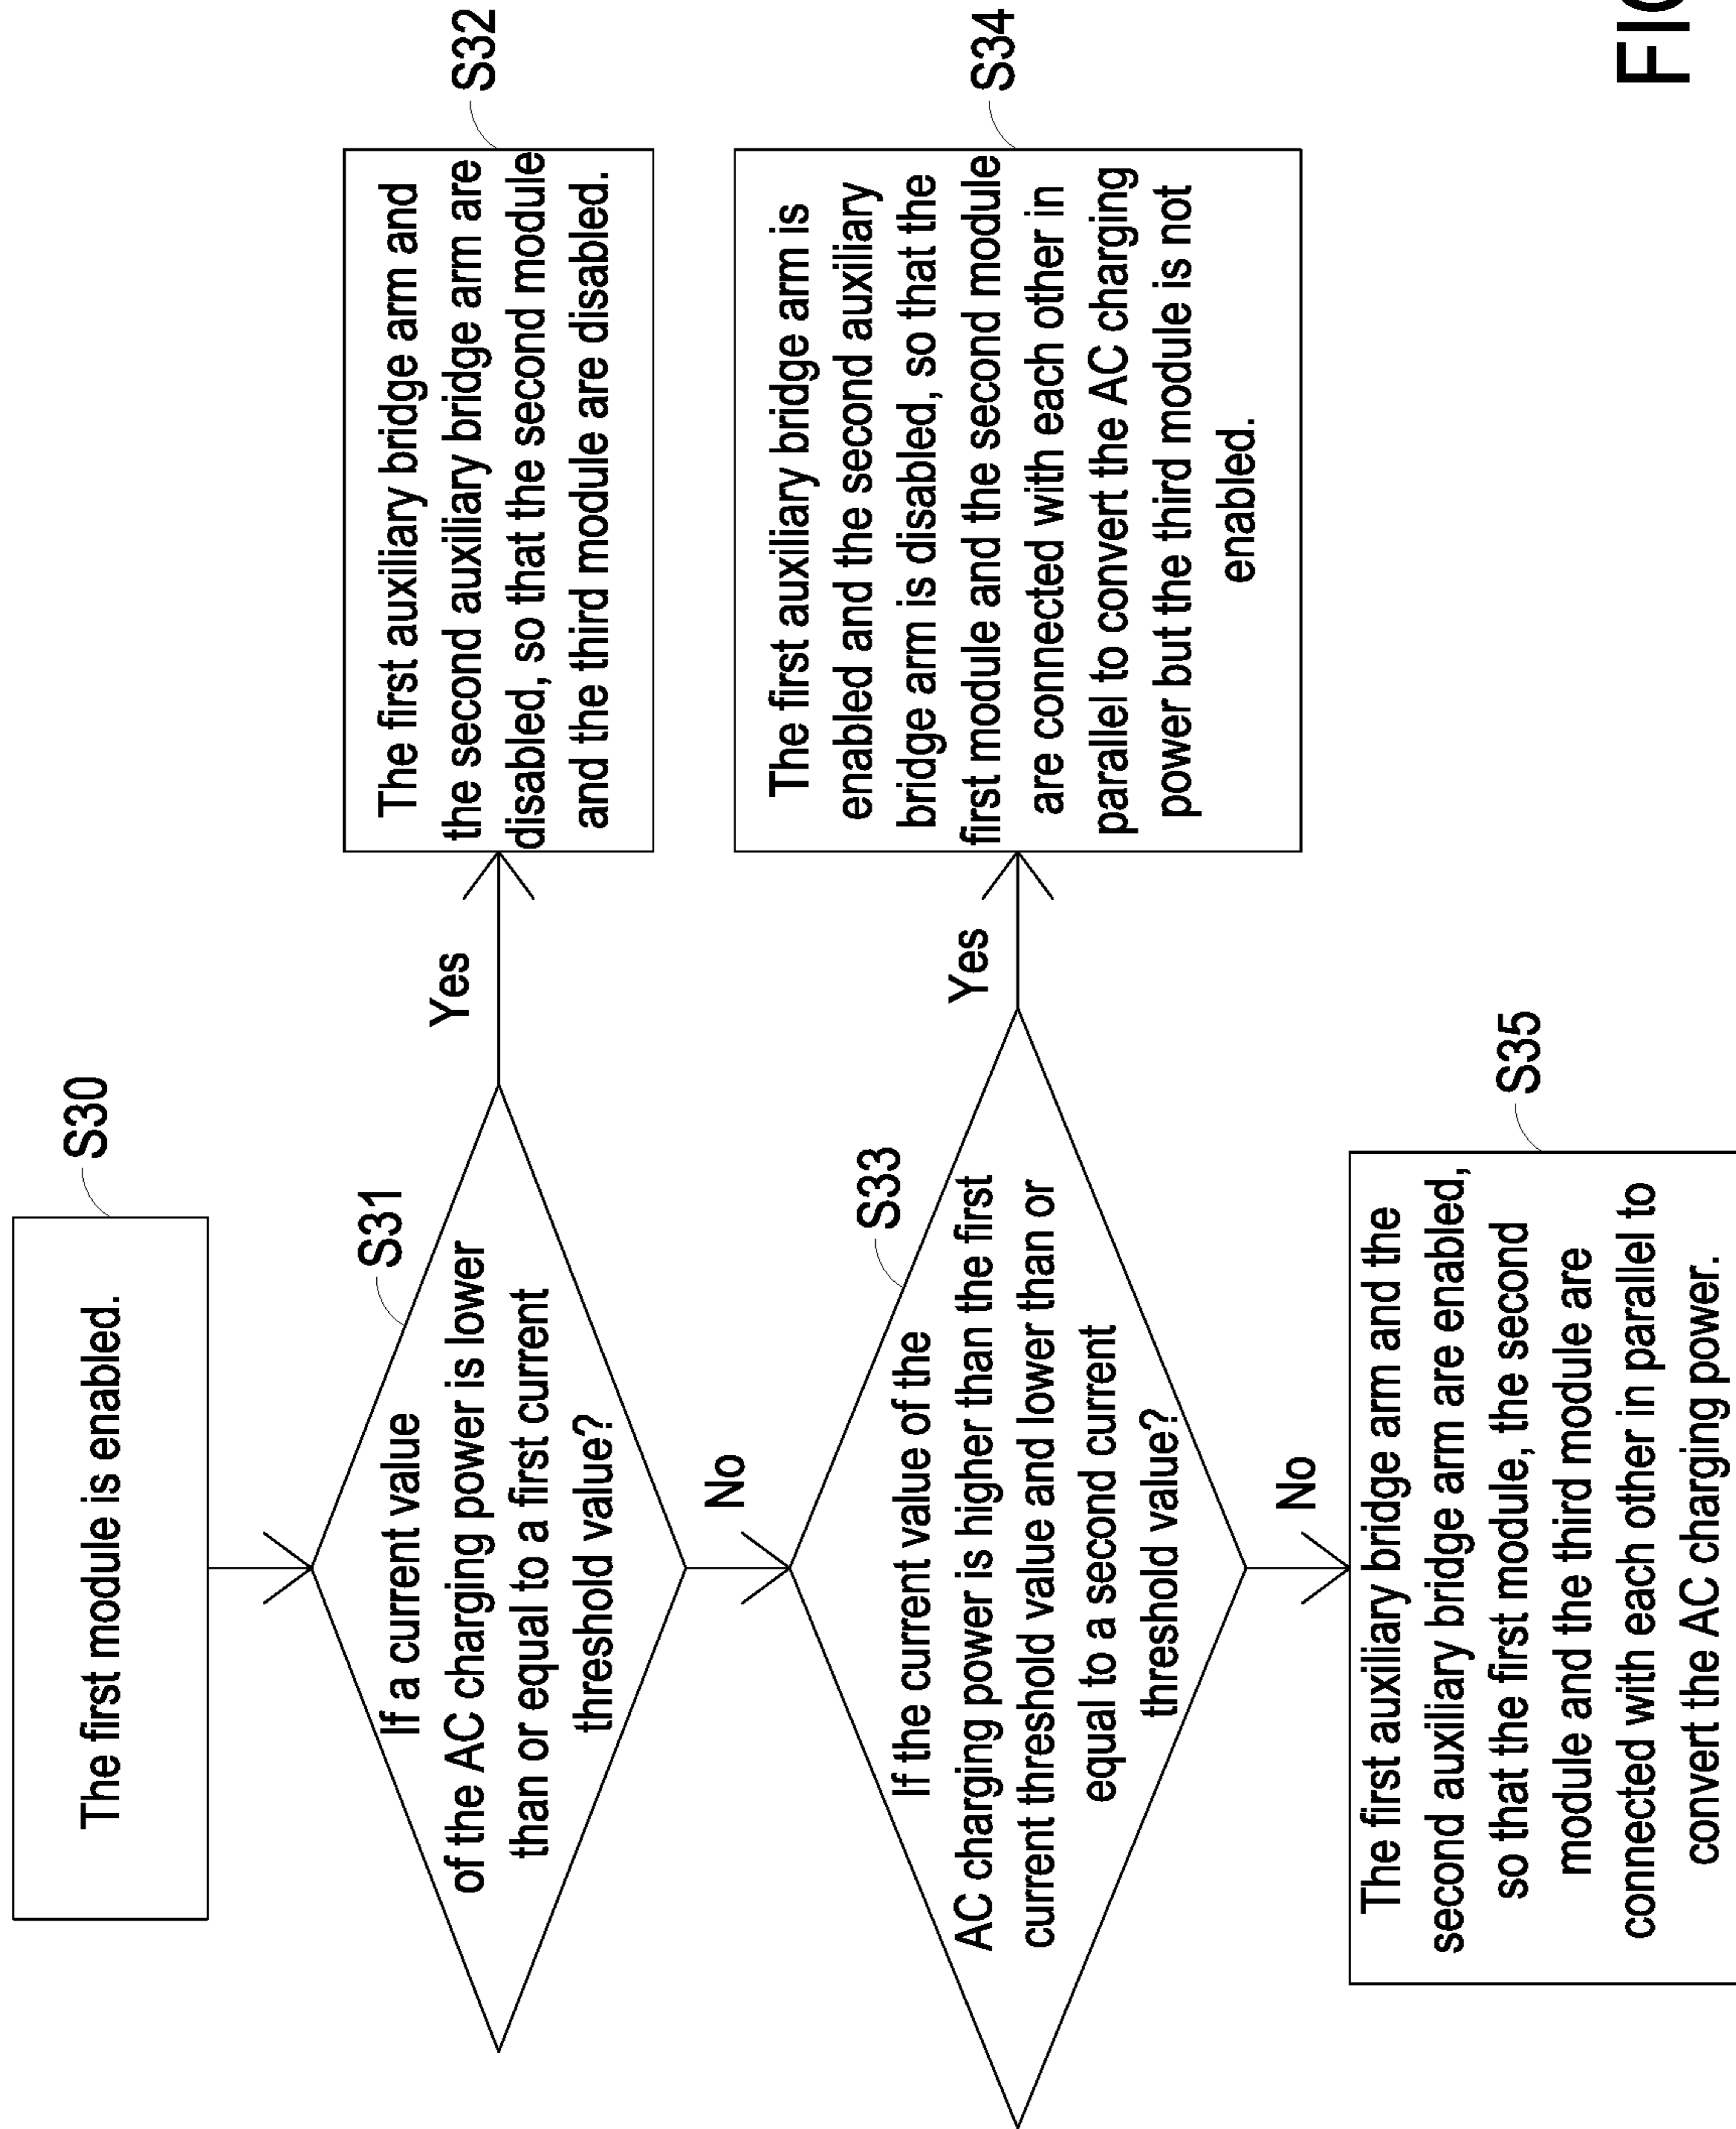 S30
The first module is enabled.
S31
If a current value
of the AC charging power is lower
than or equal to a first current
threshold value?
Yes
S32
The first auxiliary bridge arm and
the second auxiliary bridge arm are
disabled, so that the second module
and the third module are disabled.
No
S33
If the current value of the
AC charging power is higher than the first
current threshold value and lower than or
equal to a second current
threshold value?
Yes
S34
The first auxiliary bridge arm is
enabled and the second auxiliary
bridge arm is disabled, so that the
first module and the second module
are connected with each other in
parallel to convert the AC charging
power but the third module is not
enabled.
No
S35
The first auxiliary bridge arm and the
second auxiliary bridge arm are enabled,
so that the first module, the second
module and the third module are
connected with each other in parallel to
convert the AC charging power.